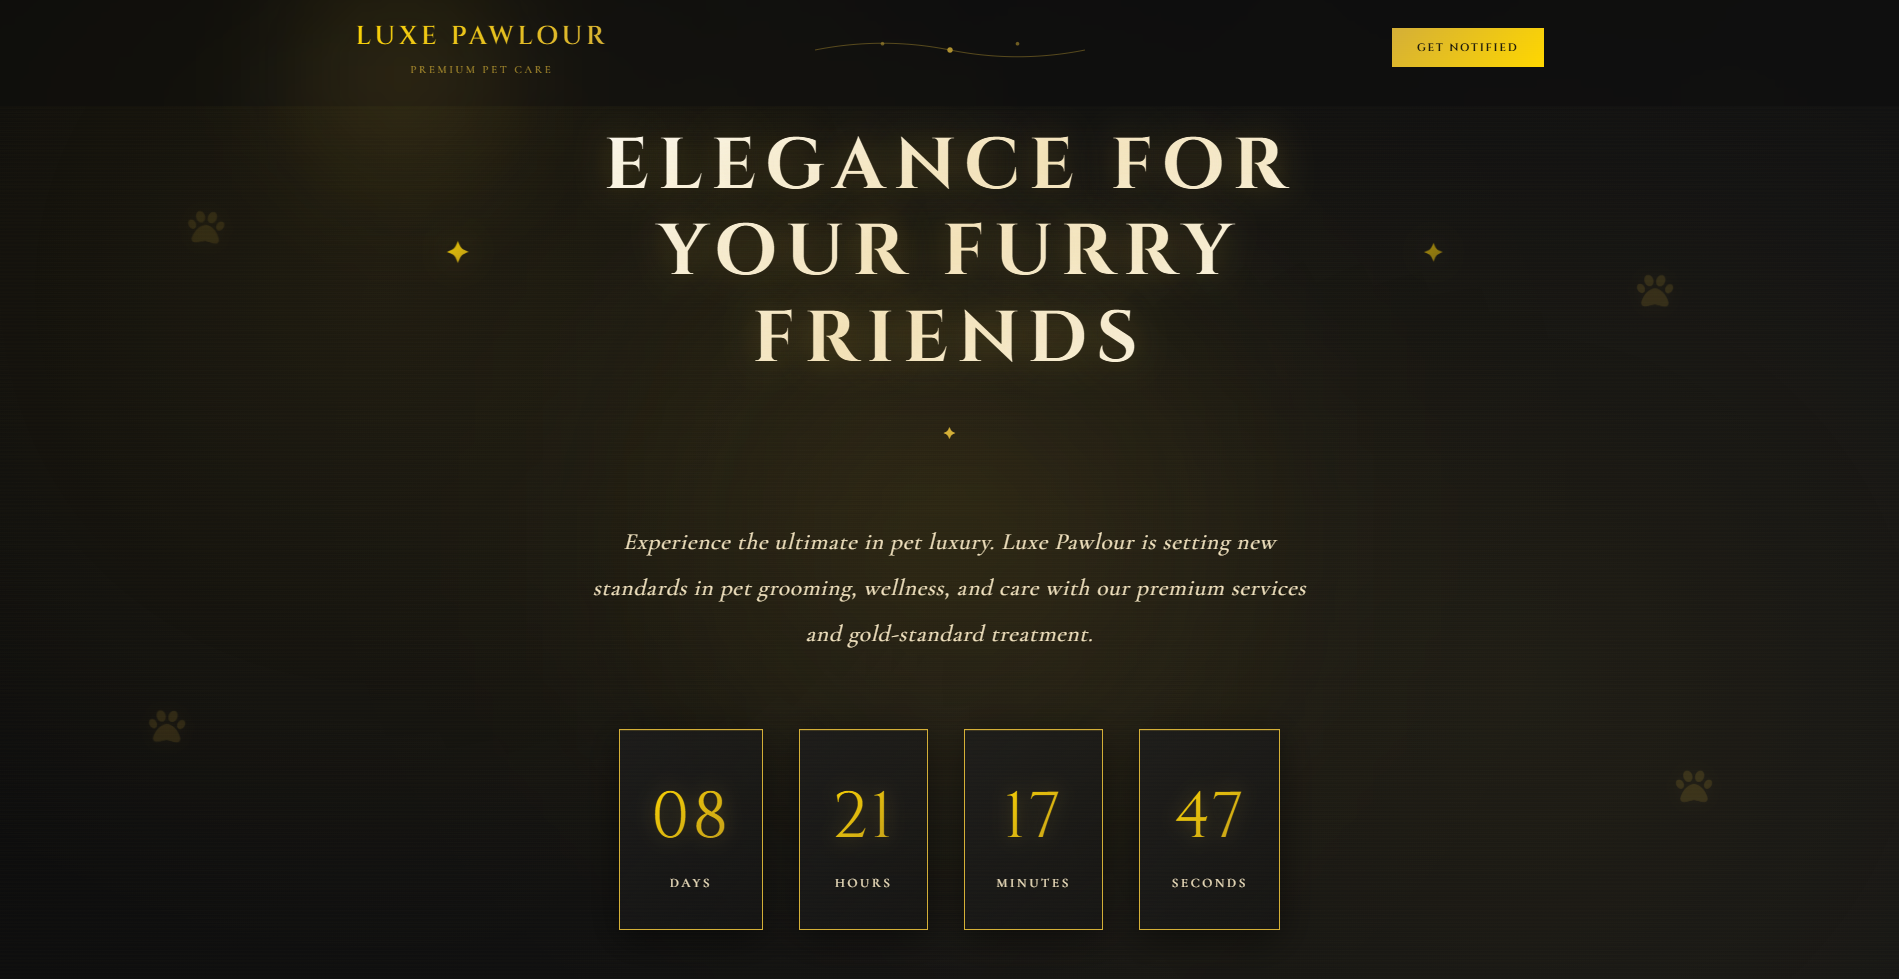 LUXE PAWLOUR
PREMIUM PET CARE
GET NOTIFIED
ELEGANCE FOR
YOUR FURRY
FRIENDS
Experience the ultimate in pet luxury. Luxe Pawlour is setting new
standards in pet grooming, wellness, and care with our premium services
and gold-standard treatment.
08
DAYS
21
HOURS
17
MINUTES
47
SECONDS